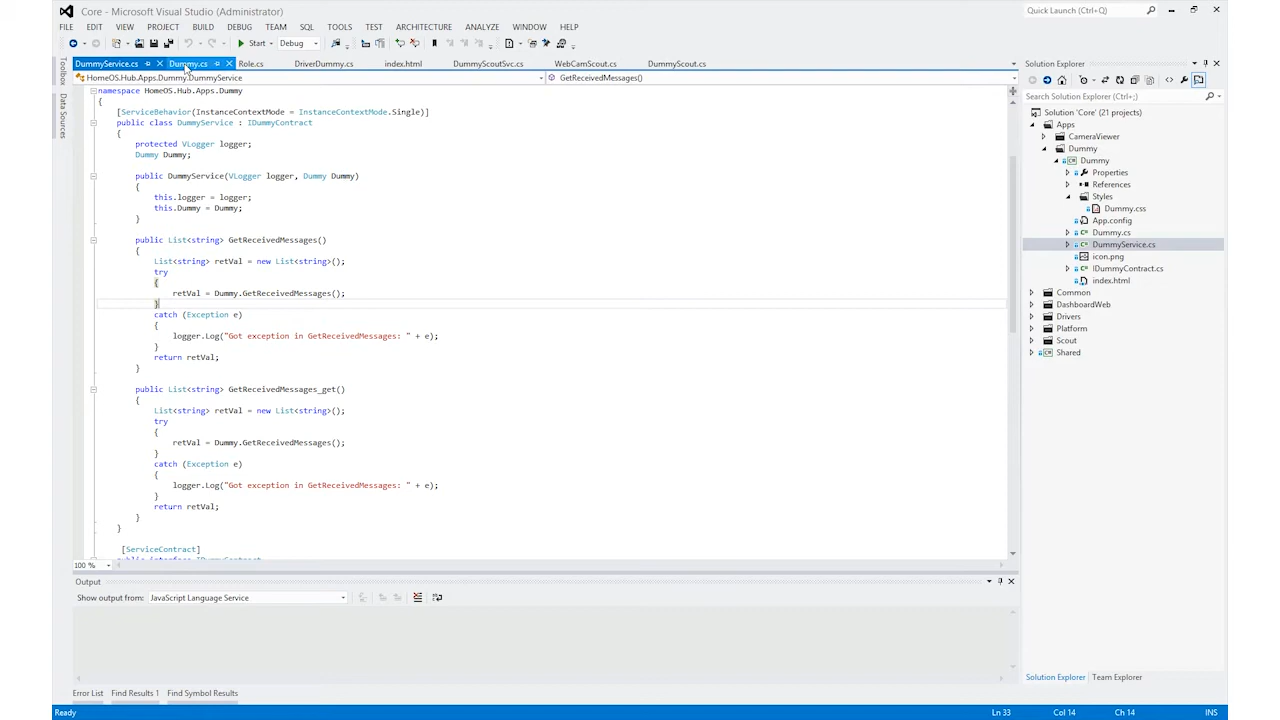 Core - Microsoft Visual Studio (Administrator)
Quick Launch (Ctrl+Q)
FILE EDIT VIEW PROJECT BUILD DEBUG TEAM SQL TOOLS TEST ARCHITECTURE ANALYZE WINDOW HELP
Start Debug
DummyService.cs Dummy.cs Role.cs DriverDummy.cs index.html DummyScoutSvc.cs WebCamScout.cs DummyScout.cs
HomeOS.Hub.Apps.Dummy.DummyService GetReceivedMessages()
Toolbox
Data Sources
namespace HomeOS.Hub.Apps.Dummy
{
[ServiceBehavior(InstanceContextMode = InstanceContextMode.Single)]
public class DummyService : IDummyContract
{
protected VLogger logger;
Dummy Dummy;
public DummyService(VLogger logger, Dummy Dummy)
{
this.logger = logger;
this.Dummy = Dummy;
}
public List<string> GetReceivedMessages()
{
List<string> retVal = new List<string>();
try
{
retVal = Dummy.GetReceivedMessages();
}
catch (Exception e)
{
logger.Log("Got exception in GetReceivedMessages: " + e);
}
return retVal;
}
public List<string> GetReceivedMessages_get()
{
List<string> retVal = new List<string>();
try
{
retVal = Dummy.GetReceivedMessages();
}
catch (Exception e)
{
logger.Log("Got exception in GetReceivedMessages: " + e);
}
return retVal;
}
}
[ServiceContract]
public interface IDummyContract
100 %
Output
Show output from: JavaScript Language Service
Error List Find Results 1 Find Symbol Results
Solution Explorer
Search Solution Explorer (Ctrl+;)
Solution 'Core' (21 projects)
Apps
CameraViewer
Dummy
Dummy
Properties
References
Styles
Dummy.css
App.config
Dummy.cs
DummyService.cs
icon.png
IDummyContract.cs
index.html
Common
DashboardWeb
Drivers
Platform
Scout
Shared
Solution Explorer Team Explorer
Ready Ln 33 Col 14 Ch 14 INS